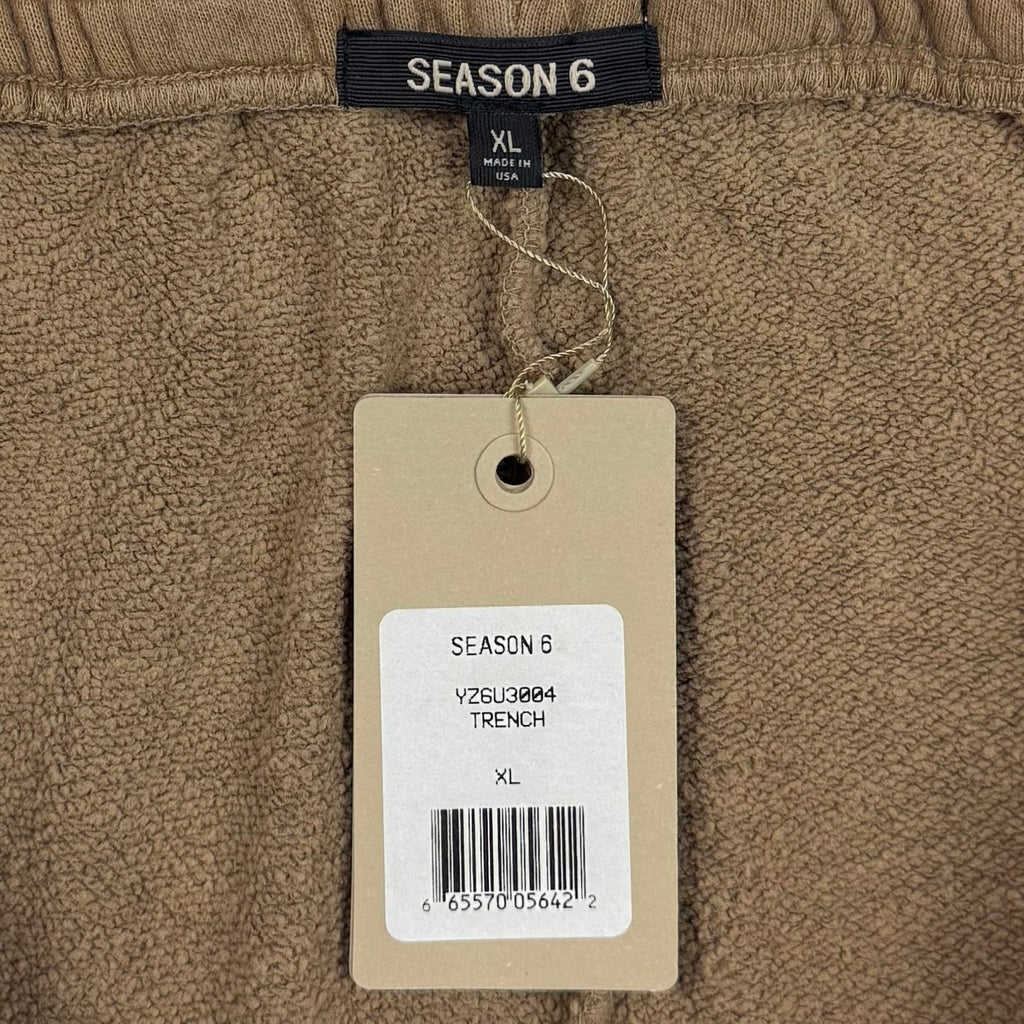 SEASON 6
XL
MADE IN
USA
SEASON 6
YZ6U3004
TRENCH
XL
6 65570 05642 2